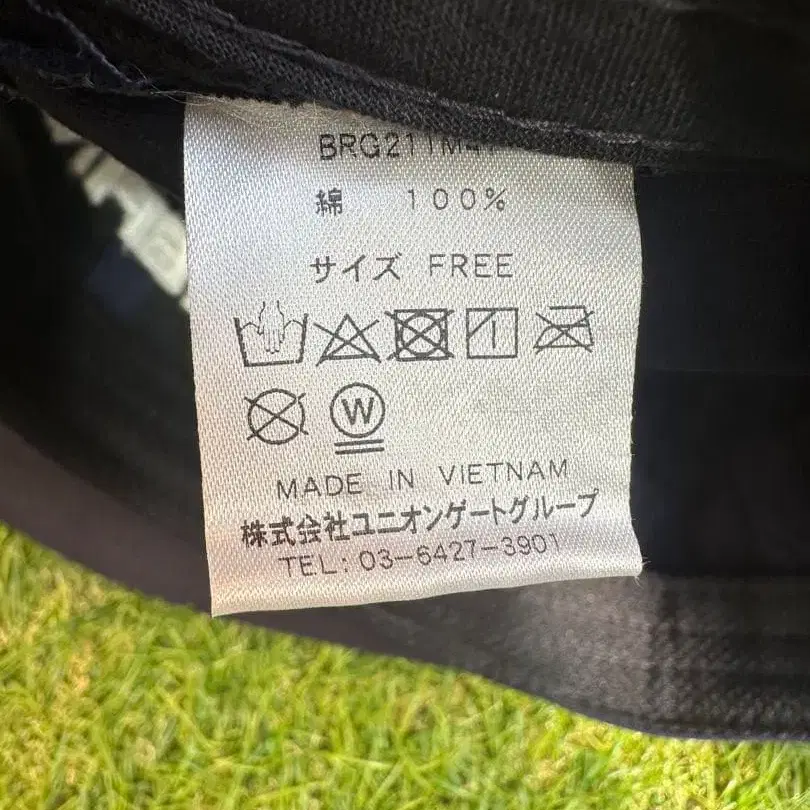 綿 100%
サイズ FREE
W
MADE IN VIETNAM
株式会社ユニオンゲートグループ
TEL: 03-6427-3901